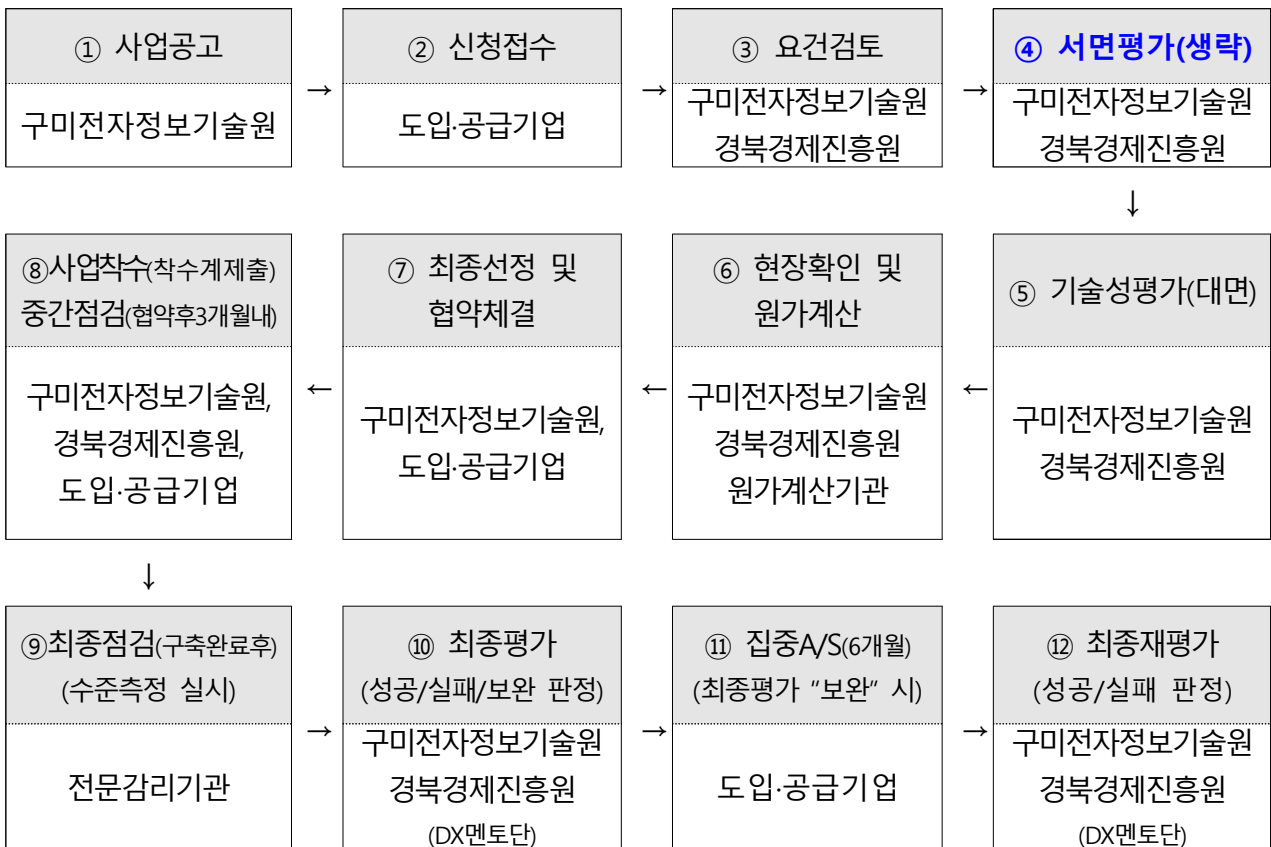 ① 사업공고
구미전자정보기술원
→
② 신청접수
도입·공급기업
→
③ 요건검토
구미전자정보기술원
경북경제진흥원
→
④ 서면평가(생략)
구미전자정보기술원
경북경제진흥원
↓
⑤ 기술성평가(대면)
구미전자정보기술원
경북경제진흥원
←
⑥ 현장확인 및
원가계산
구미전자정보기술원
경북경제진흥원
원가계산기관
←
⑦ 최종선정 및
협약체결
구미전자정보기술원,
도입·공급기업
←
⑧사업착수(착수계제출)
중간점검(협약후3개월내)
구미전자정보기술원,
경북경제진흥원,
도입·공급기업
↓
⑨최종점검(구축완료후)
(수준측정 실시)
전문감리기관
→
⑩ 최종평가
(성공/실패/보완 판정)
구미전자정보기술원
경북경제진흥원
(DX멘토단)
→
⑪ 집중A/S(6개월)
(최종평가 “보완” 시)
도입·공급기업
→
⑫ 최종재평가
(성공/실패 판정)
구미전자정보기술원
경북경제진흥원
(DX멘토단)